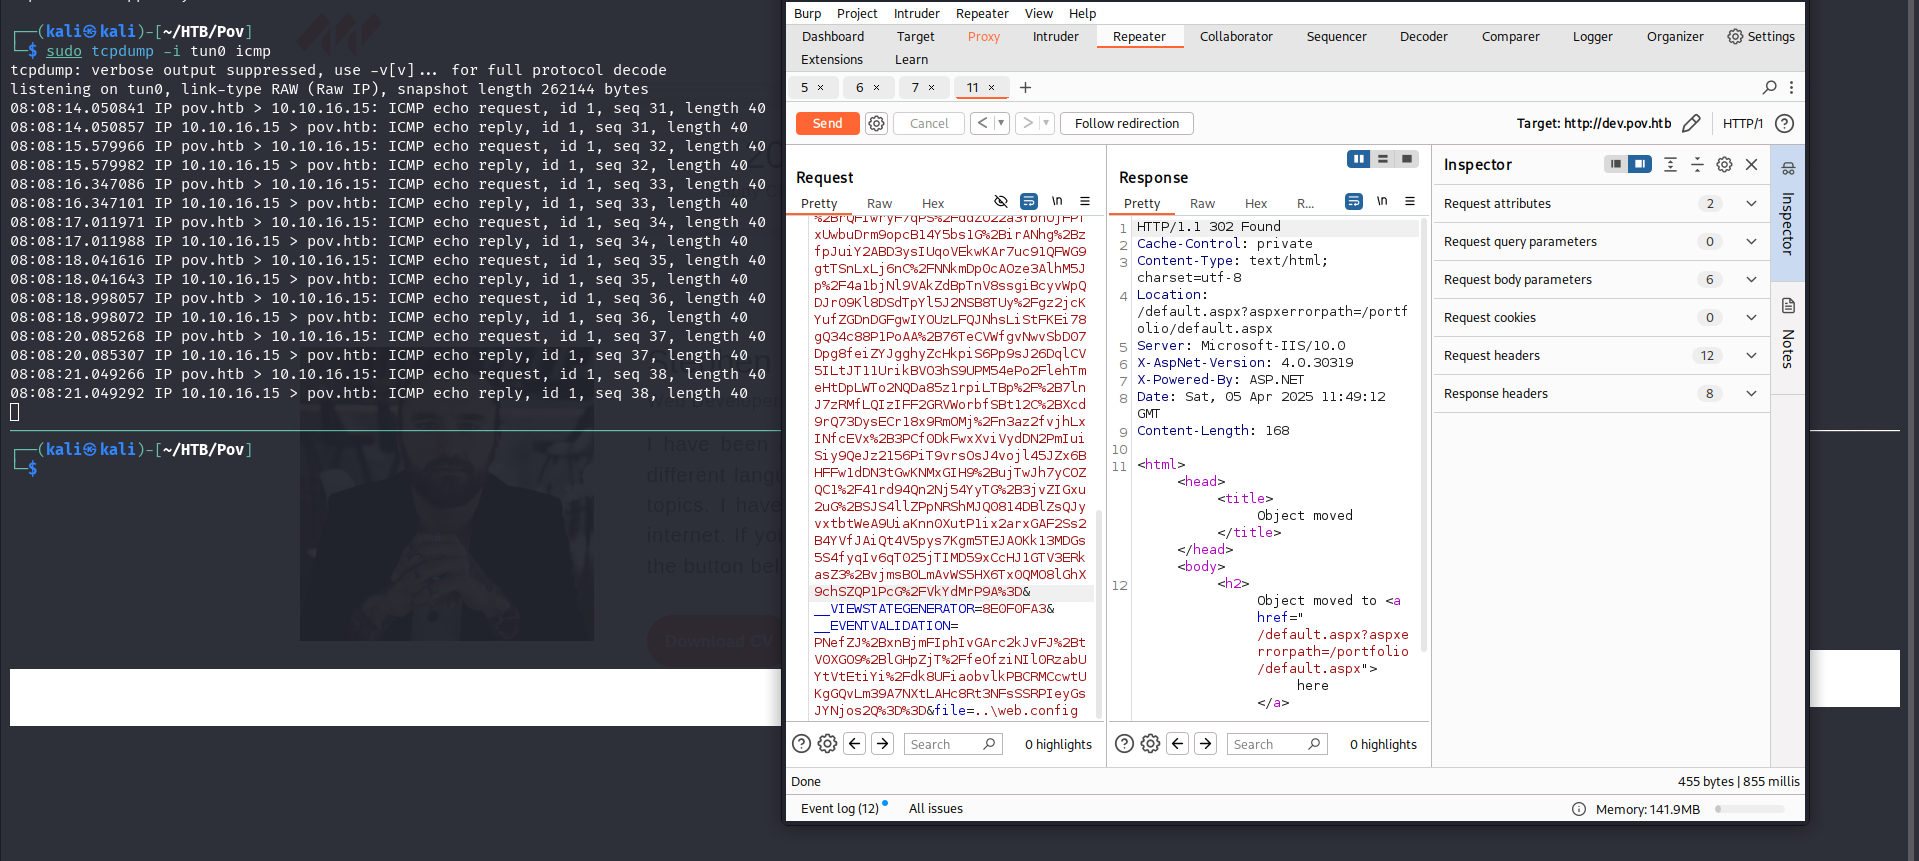 ┌──(kali㉿kali)-[~/HTB/Pov]
└─$ sudo tcpdump -i tun0 icmp
tcpdump: verbose output suppressed, use -v[v]... for full protocol decode
listening on tun0, link-type RAW (Raw IP), snapshot length 262144 bytes
08:08:14.050841 IP pov.htb > 10.10.16.15: ICMP echo request, id 1, seq 31, length 40
08:08:14.050857 IP 10.10.16.15 > pov.htb: ICMP echo reply, id 1, seq 31, length 40
08:08:15.579966 IP pov.htb > 10.10.16.15: ICMP echo request, id 1, seq 32, length 40
08:08:15.579982 IP 10.10.16.15 > pov.htb: ICMP echo reply, id 1, seq 32, length 40
08:08:16.347086 IP pov.htb > 10.10.16.15: ICMP echo request, id 1, seq 33, length 40
08:08:16.347101 IP 10.10.16.15 > pov.htb: ICMP echo reply, id 1, seq 33, length 40
08:08:17.011971 IP pov.htb > 10.10.16.15: ICMP echo request, id 1, seq 34, length 40
08:08:17.011988 IP 10.10.16.15 > pov.htb: ICMP echo reply, id 1, seq 34, length 40
08:08:18.041616 IP pov.htb > 10.10.16.15: ICMP echo request, id 1, seq 35, length 40
08:08:18.041643 IP 10.10.16.15 > pov.htb: ICMP echo reply, id 1, seq 35, length 40
08:08:18.998057 IP pov.htb > 10.10.16.15: ICMP echo request, id 1, seq 36, length 40
08:08:18.998072 IP 10.10.16.15 > pov.htb: ICMP echo reply, id 1, seq 36, length 40
08:08:20.085268 IP pov.htb > 10.10.16.15: ICMP echo request, id 1, seq 37, length 40
08:08:20.085307 IP 10.10.16.15 > pov.htb: ICMP echo reply, id 1, seq 37, length 40
08:08:21.049266 IP pov.htb > 10.10.16.15: ICMP echo request, id 1, seq 38, length 40
08:08:21.049292 IP 10.10.16.15 > pov.htb: ICMP echo reply, id 1, seq 38, length 40
┌──(kali㉿kali)-[~/HTB/Pov]
└─$
I have been
different langu
topics. I have
internet. If you
the button bel
Download CV
Burp Project Intruder Repeater View Help
Dashboard Target Proxy Intruder Repeater Collaborator Sequencer Decoder Comparer Logger Organizer Settings
Extensions Learn
5 × 6 × 7 × 11 × +
Send Cancel < > Follow redirection Target: http://dev.pov.htb HTTP/1
Request
Pretty Raw Hex \n
xUwbuDrm9opcB14Y5bs1G%2BirANhg%2Bz
fpJuiY2ABD3ysIUqoVEkwKAr7uc91QFWG9
gtTSnLxLj6nC%2FNNkmDpOcAOze3AlhM5J
p%2F4a1bjNl9VAkZdBpTnV8ssgiBcyvWpQ
DJr09Kl8DSdTpYl5J2NSB8TUy%2Fgz2jcK
YufZGDnDGFgwIYOUzLFQJNhsLiStFKEi78
gQ34c88P1PoAA%2B76TeCVWfgvNwvSbD07
Dpg8feiZYJgghyZcHkpiS6Pp9sJ26DqlCV
5ILtJT11UrikBVO3hS9UPM54ePo2FlehTm
eHtDpLWTo2NQDa85z1rpiLTBp%2F%2B7ln
J7zRMfLQIzIFF2GRVWorbfSBt12C%2BXcd
9rQ73DysECr18x9RmOMj%2Fn3az2fvjhLx
INfcEVx%2B3PCf0DkFwxXviVydDN2PmIui
Siy9QeJz2156PiT9vrsOsJ4vojl45JZx6B
HFFw1dDN3tGwKNMxGIH9%2BujTwJh7yCOZ
QC1%2F41rd94Qn2Nj54YyTG%2B3jvZIGxu
2uG%2BSJS4llZPpNRShMJQ0814DBlZsQJy
vxtbtWeA9UiaKnn0XutP1ix2arxGAF2Ss2
B4YVfJAiQt4V5pys7Kgm5TEJAOKk13MDGs
5S4fyqIv6qT025jTIMD59xCcHJ1GTV3ERk
asZ3%2BvjmsB0LmAvWS5HX6Tx0QMO8lGhX
9chSZQP1PcG%2FVkYdMrP9A%3D&
__VIEWSTATEGENERATOR=8E0F0FA3&
__EVENTVALIDATION=
PNefZJ%2BxnBjmFIphIvGArc2kJvFJ%2Bt
V0XGO9%2BlGHpZjT%2FfeOfziNIl0RzabU
YtVtEtiYi%2Fdk8UFiaobvlkPBCRMCcwtU
KgGQvLm39A7NXtLAHc8Rt3NFsSSRPIeyGs
JYNjos2Q%3D%3D&file=..\web.config
Search 0 highlights
Response
Pretty Raw Hex R... \n
1 HTTP/1.1 302 Found
2 Cache-Control: private
3 Content-Type: text/html;
charset=utf-8
4 Location:
/default.aspx?aspxerrorpath=/portf
olio/default.aspx
5 Server: Microsoft-IIS/10.0
6 X-AspNet-Version: 4.0.30319
7 X-Powered-By: ASP.NET
8 Date: Sat, 05 Apr 2025 11:49:12
GMT
9 Content-Length: 168
10
11 <html>
<head>
<title>
Object moved
</title>
</head>
<body>
12 <h2>
Object moved to <a
href="
/default.aspx?aspxe
rrorpath=/portfolio
/default.aspx">
here
</a>
Search 0 highlights
Inspector
Request attributes 2
Request query parameters 0
Request body parameters 6
Request cookies 0
Request headers 12
Response headers 8
Inspector
Notes
Done 455 bytes | 855 millis
Event log (12) All issues Memory: 141.9MB